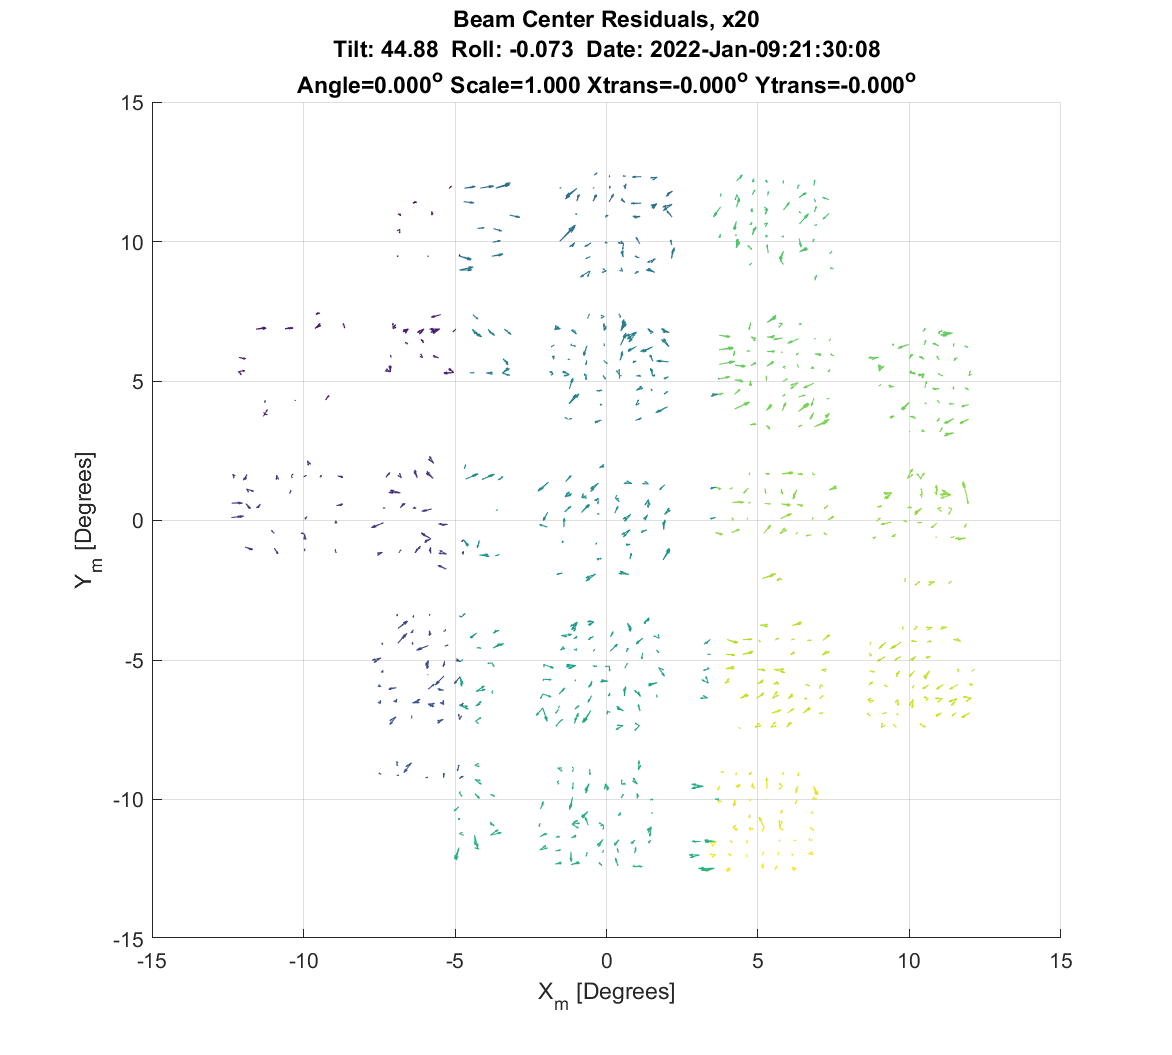 Beam Center Residuals, x20
Tilt: 44.88 Roll: -0.073 Date: 2022-Jan-09:21:30:08
Angle=0.000° Scale=1.000 Xtrans=-0.000° Ytrans=-0.000°
15
10
5
0
-5
-10
-15
Y_m [Degrees]
-15 -10 -5 0 5 10 15
X_m [Degrees]